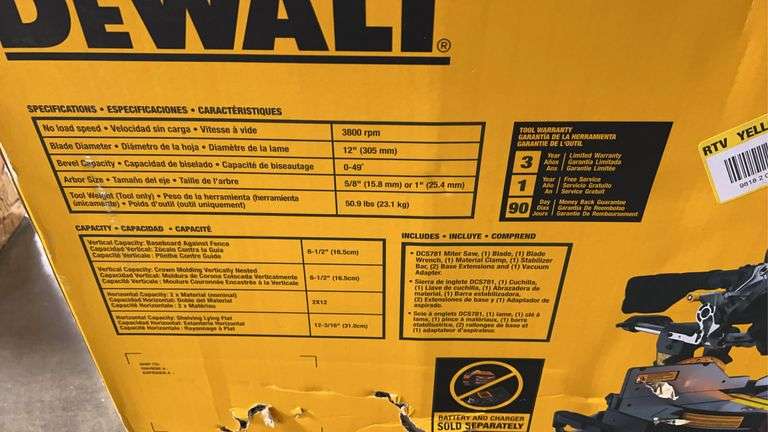 DEWALT®
SPECIFICATIONS • ESPECIFICACIONES • CARACTÉRISTIQUES
No load speed • Velocidad sin carga • Vitesse à vide 3800 rpm
Blade Diameter • Diámetro de la hoja • Diamètre de la lame 12" (305 mm)
Bevel Capacity • Capacidad de biselado • Capacité de biseautage 0-49°
Arbor Size • Tamaño del eje • Taille de l'arbre 5/8" (15.8 mm) or 1" (25.4 mm)
Tool Weight (Tool only) • Peso de la herramienta (herramienta
únicamente) • Poids d'outil (outil uniquement) 50.9 lbs (23.1 kg)
TOOL WARRANTY
GARANTÍA DE LA HERRAMIENTA
GARANTIE DE L'OUTIL
3 Year Años Ans Limited Warranty Garantía Limitada Garantie Limitée
1 Year Año An Free Service Servicio Gratuito Service Gratuit
90 Day Días Jours Money Back Guarantee Garantía De Reembolso Garantie De Remboursement
RTV YELL
9818 2 0
CAPACITY • CAPACIDAD • CAPACITÉ
Vertical Capacity: Baseboard Against Fence
Capacidad Vertical: Zócalo Contra la Guía
Capacité Verticale : Plinthe Contre Guide
6-1/2" (16.5cm)
Vertical Capacity: Crown Molding Vertically Nested
Capacidad Vertical: Moldura de Corona Colocada Verticalmente
Capacité Verticale : Moulure Couronnée Encastrée à la Verticale
6-1/2" (16.5cm)
Horizontal Capacity: 2 x Material (nominal)
Capacidad Horizontal: Doble del Material
Capacité Horizontale : 2 x Matériau
2X12
Horizontal Capacity: Shelving Lying Flat
Capacidad Horizontal: Estantería Horizontal
Capacité Horizontale : Rayonnage à Plat
12-3/16" (31.0cm)
INCLUDES • INCLUYE • COMPREND
• DCS781 Miter Saw, (1) Blade, (1) Blade
Wrench, (1) Material Clamp, (1) Stabilizer
Bar, (2) Base Extensions and (1) Vacuum
Adapter.
• Sierra de inglete DCS781, (1) Cuchilla,
(1) Llave de cuchilla, (1) Abrazadora de
material, (1) Barra estabilizadora,
(2) Extensiones de base y (1) Adaptador de
aspirado.
• Scie à onglets DCS781, (1) lame, (1) clé à
lame, (1) pince à matériaux, (1) barre
stabilisatrice, (2) rallonges de base et
(1) adaptateur d'aspirateur.
SHIP TO:
BATTERY AND CHARGER
SOLD SEPARATELY